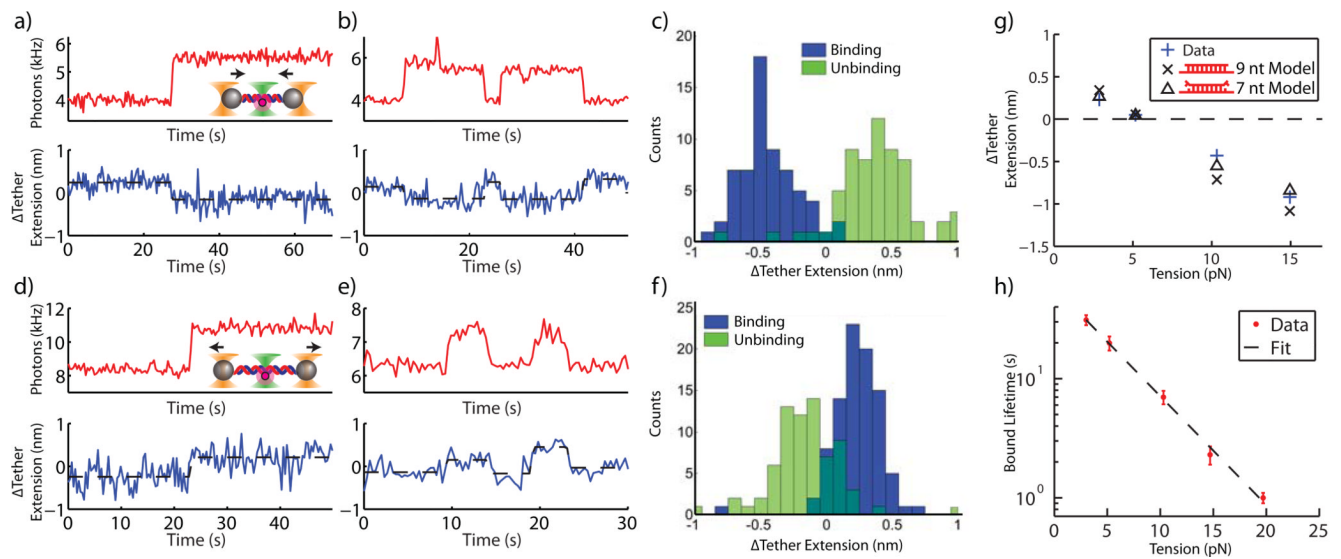 a)
Photons (kHz)
6
5
4
Time (s)
ΔTether
Extension (nm)
1
0
−1
0
20
40
60
Time (s)
b)
6
4
Time (s)
1
0
−1
0
20
40
Time (s)
c)
20
15
10
5
0
Counts
Binding
Unbinding
-1
-0.5
0
0.5
1
ΔTether Extension (nm)
d)
Photons (kHz)
12
10
8
Time (s)
ΔTether
Extension (nm)
1
0
−1
0
20
40
Time (s)
e)
8
7
6
Time (s)
1
0
−1
0
10
20
30
Time (s)
f)
25
20
15
10
5
0
Counts
Binding
Unbinding
-1
-0.5
0
0.5
1
ΔTether Extension (nm)
g)
ΔTether
Extension (nm)
1
0.5
0
−0.5
−1
−1.5
Data
9 nt Model
7 nt Model
0
5
10
15
Tension (pN)
h)
Bound Lifetime (s)
10¹
10⁰
Data
Fit
0
5
10
15
20
25
Tension (pN)